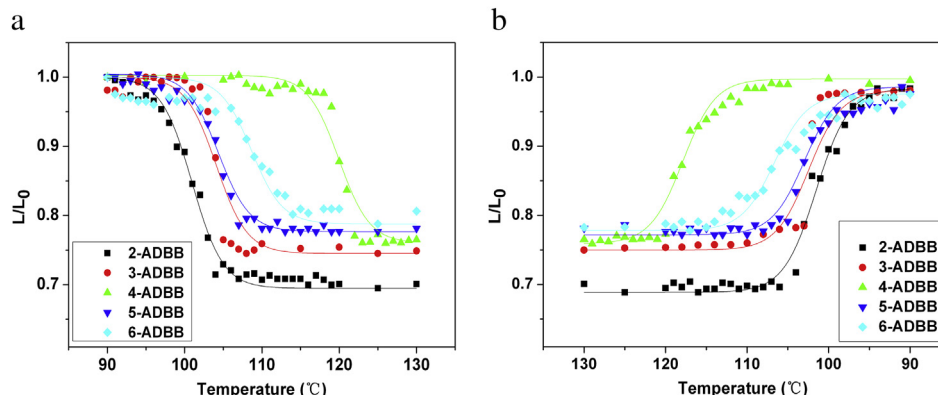 a
b
1.0
0.9
0.8
0.7
L/L0
2-ADBB
3-ADBB
4-ADBB
5-ADBB
6-ADBB
90 100 110 120 130
Temperature (℃)
1.0
0.9
0.8
0.7
L/L0
2-ADBB
3-ADBB
4-ADBB
5-ADBB
6-ADBB
130 120 110 100 90
Temperature (℃)